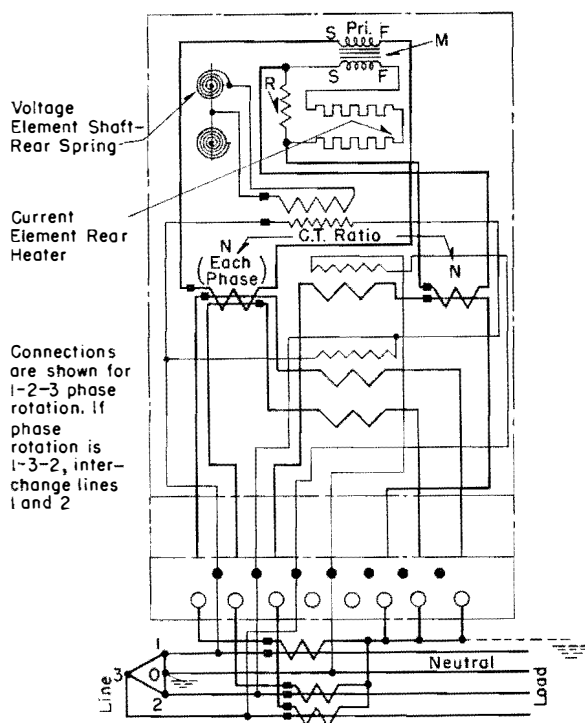 S Pri. F
M
S F
R
Voltage
Element Shaft-
Rear Spring
Current
Element Rear
Heater
C.T. Ratio
N
(Each
Phase)
N
Connections
are shown for
1-2-3 phase
rotation. If
phase
rotation is
1-3-2, inter-
change lines
1 and 2
1
Neutral
3 0
2
Line
Load